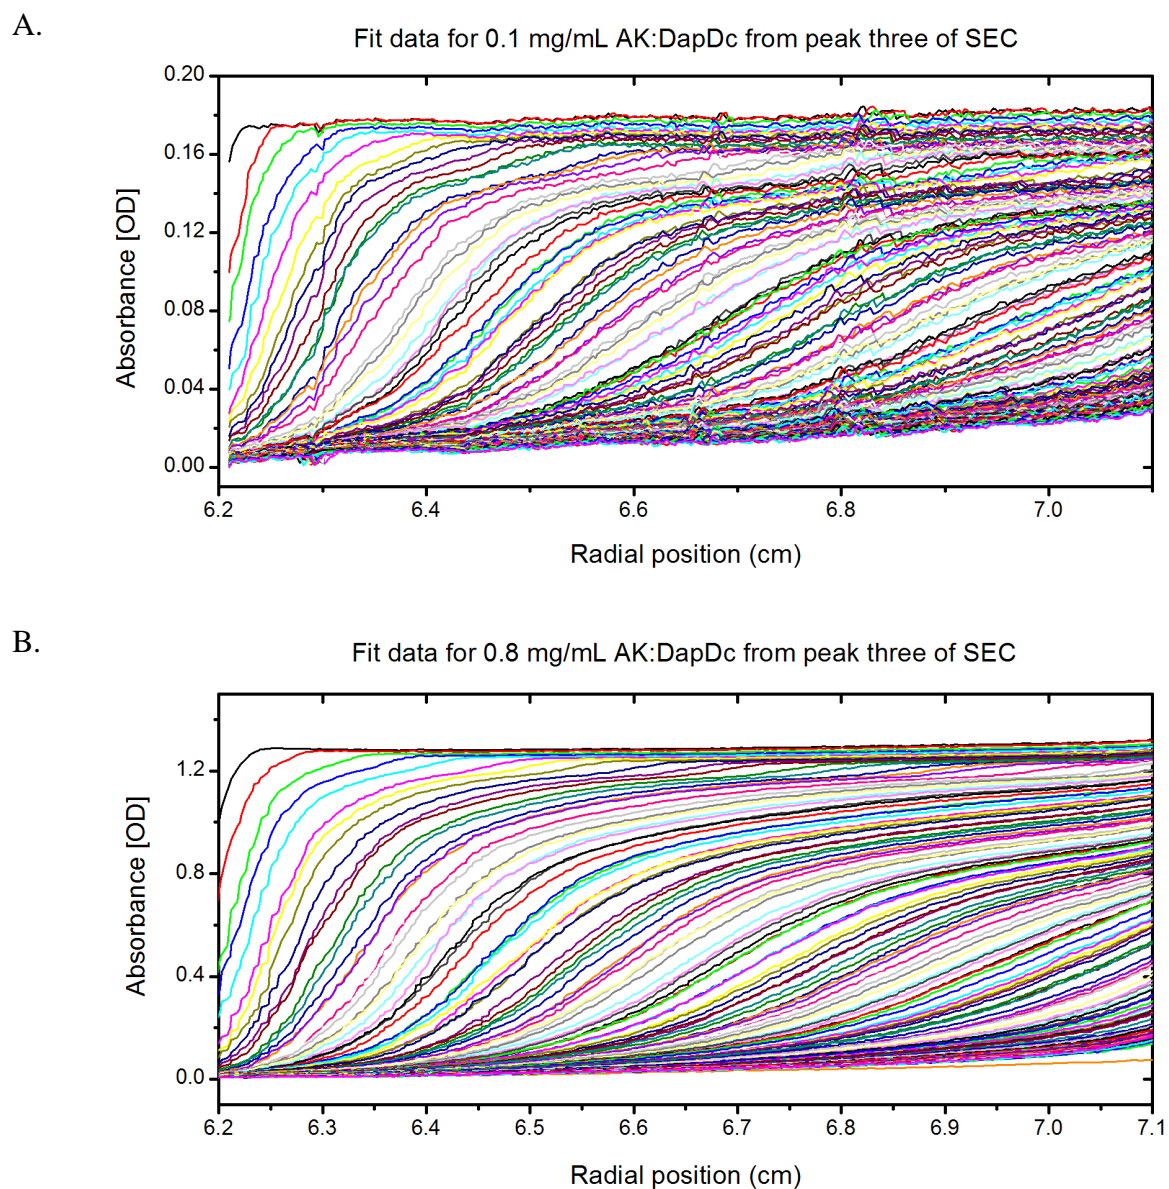 A.
Fit data for 0.1 mg/mL AK:DapDc from peak three of SEC
0.20
0.16
0.12
0.08
0.04
0.00
Absorbance [OD]
6.2 6.4 6.6 6.8 7.0
Radial position (cm)
B.
Fit data for 0.8 mg/mL AK:DapDc from peak three of SEC
1.2
0.8
0.4
0.0
Absorbance [OD]
6.2 6.3 6.4 6.5 6.6 6.7 6.8 6.9 7.0 7.1
Radial position (cm)